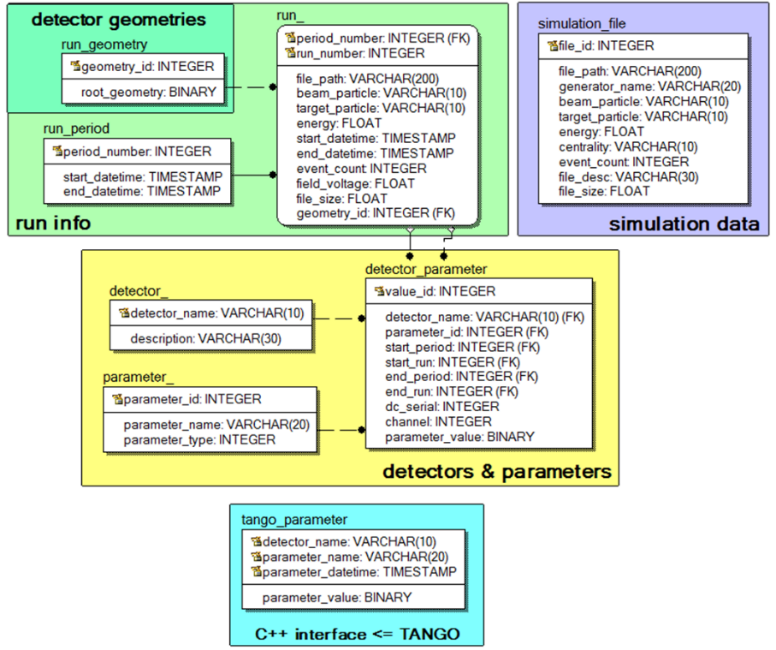 detector geometries
run_geometry
geometry_id: INTEGER
root_geometry: BINARY
run_period
period_number: INTEGER
start_datetime: TIMESTAMP
end_datetime: TIMESTAMP
run info
run_
period_number: INTEGER (FK)
run_number: INTEGER
file_path: VARCHAR(200)
beam_particle: VARCHAR(10)
target_particle: VARCHAR(10)
energy: FLOAT
start_datetime: TIMESTAMP
end_datetime: TIMESTAMP
event_count: INTEGER
field_voltage: FLOAT
file_size: FLOAT
geometry_id: INTEGER (FK)
simulation_file
file_id: INTEGER
file_path: VARCHAR(200)
generator_name: VARCHAR(20)
beam_particle: VARCHAR(10)
target_particle: VARCHAR(10)
energy: FLOAT
centrality: VARCHAR(10)
event_count: INTEGER
file_desc: VARCHAR(30)
file_size: FLOAT
simulation data
detector_
detector_name: VARCHAR(10)
description: VARCHAR(30)
parameter_
parameter_id: INTEGER
parameter_name: VARCHAR(20)
parameter_type: INTEGER
detector_parameter
value_id: INTEGER
detector_name: VARCHAR(10) (FK)
parameter_id: INTEGER (FK)
start_period: INTEGER (FK)
start_run: INTEGER (FK)
end_period: INTEGER (FK)
end_run: INTEGER (FK)
dc_serial: INTEGER
channel: INTEGER
parameter_value: BINARY
detectors & parameters
tango_parameter
detector_name: VARCHAR(10)
parameter_name: VARCHAR(20)
parameter_datetime: TIMESTAMP
parameter_value: BINARY
C++ interface <= TANGO